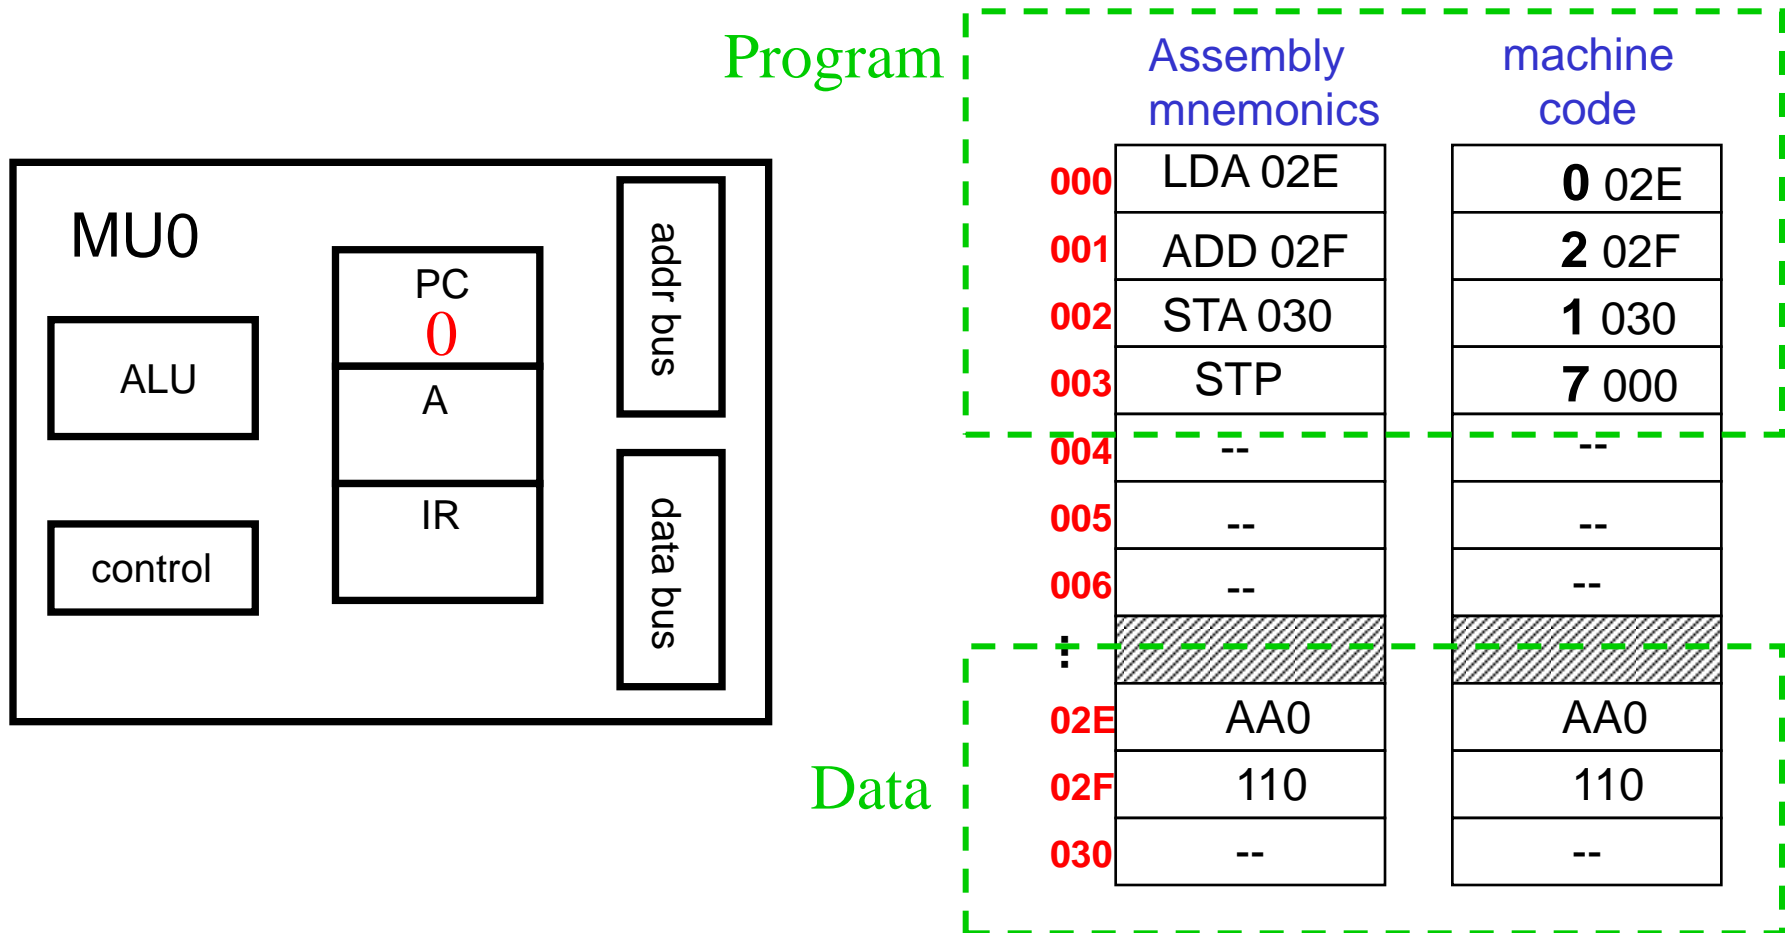 Program
Assembly mnemonics
machine code
000 LDA 02E 0 02E
001 ADD 02F 2 02F
002 STA 030 1 030
003 STP 7 000
004 -- --
005 -- --
006 -- --
⋮
02E AA0 AA0
02F 110 110
030 -- --
Data
MU0
ALU
control
PC
0
A
IR
addr bus
data bus